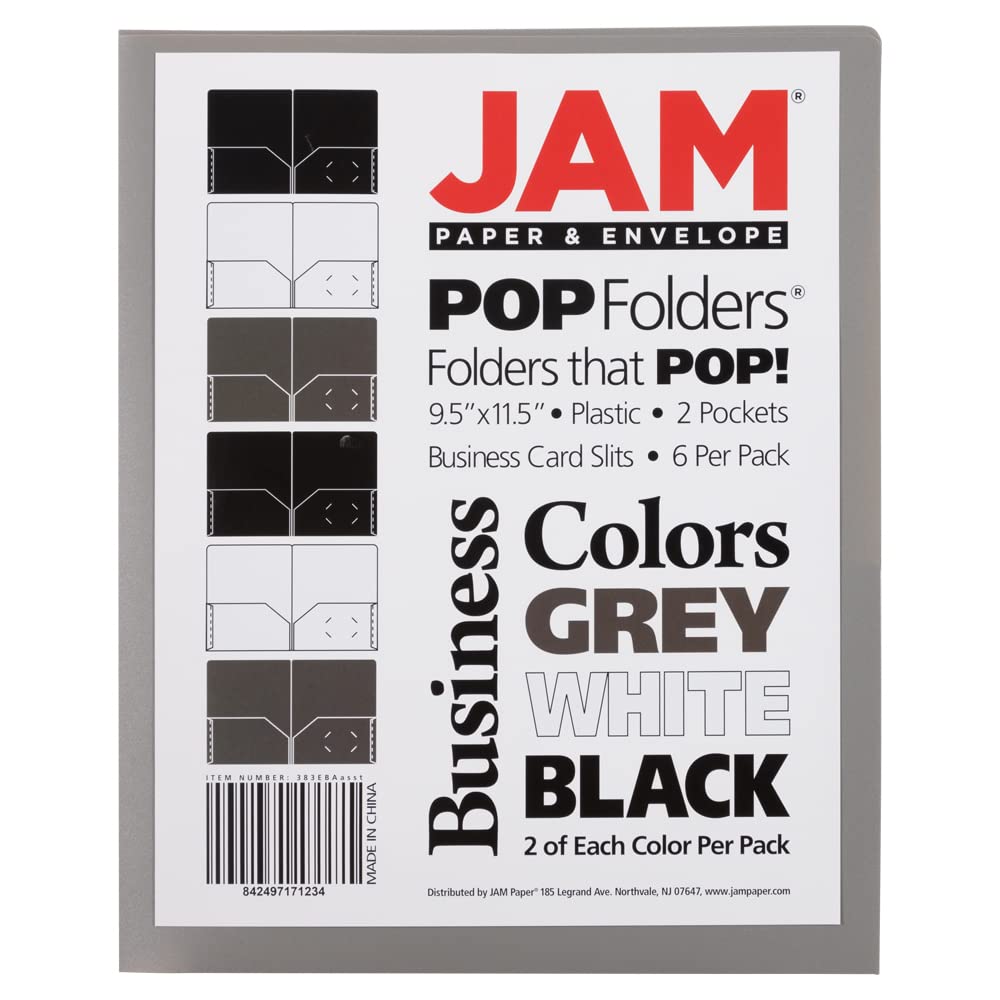 JAM®
PAPER & ENVELOPE
POP Folders®
Folders that POP!
9.5”x11.5” • Plastic • 2 Pockets
Business Card Slits • 6 Per Pack
Business
Colors
GREY
WHITE
BLACK
2 of Each Color Per Pack
ITEM NUMBER: 383EBAasst
MADE IN CHINA
842497171234
Distributed by JAM Paper® 185 Legrand Ave. Northvale, NJ 07647, www.jampaper.com